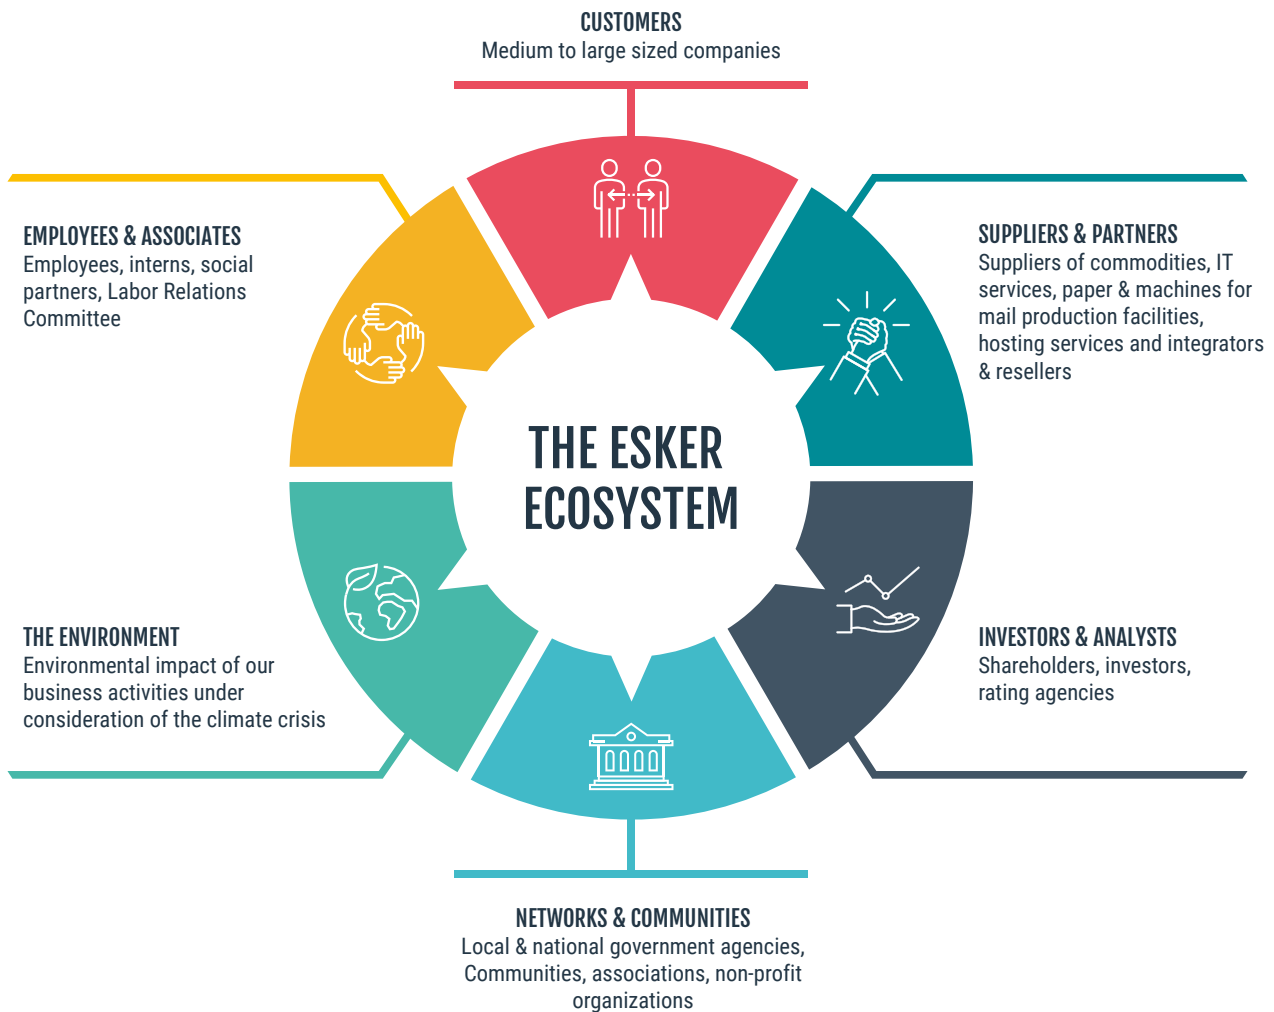 CUSTOMERS
Medium to large sized companies
EMPLOYEES & ASSOCIATES
Employees, interns, social
partners, Labor Relations
Committee
SUPPLIERS & PARTNERS
Suppliers of commodities, IT
services, paper & machines for
mail production facilities,
hosting services and integrators
& resellers
THE ESKER
ECOSYSTEM
THE ENVIRONMENT
Environmental impact of our
business activities under
consideration of the climate crisis
INVESTORS & ANALYSTS
Shareholders, investors,
rating agencies
NETWORKS & COMMUNITIES
Local & national government agencies,
Communities, associations, non-profit
organizations